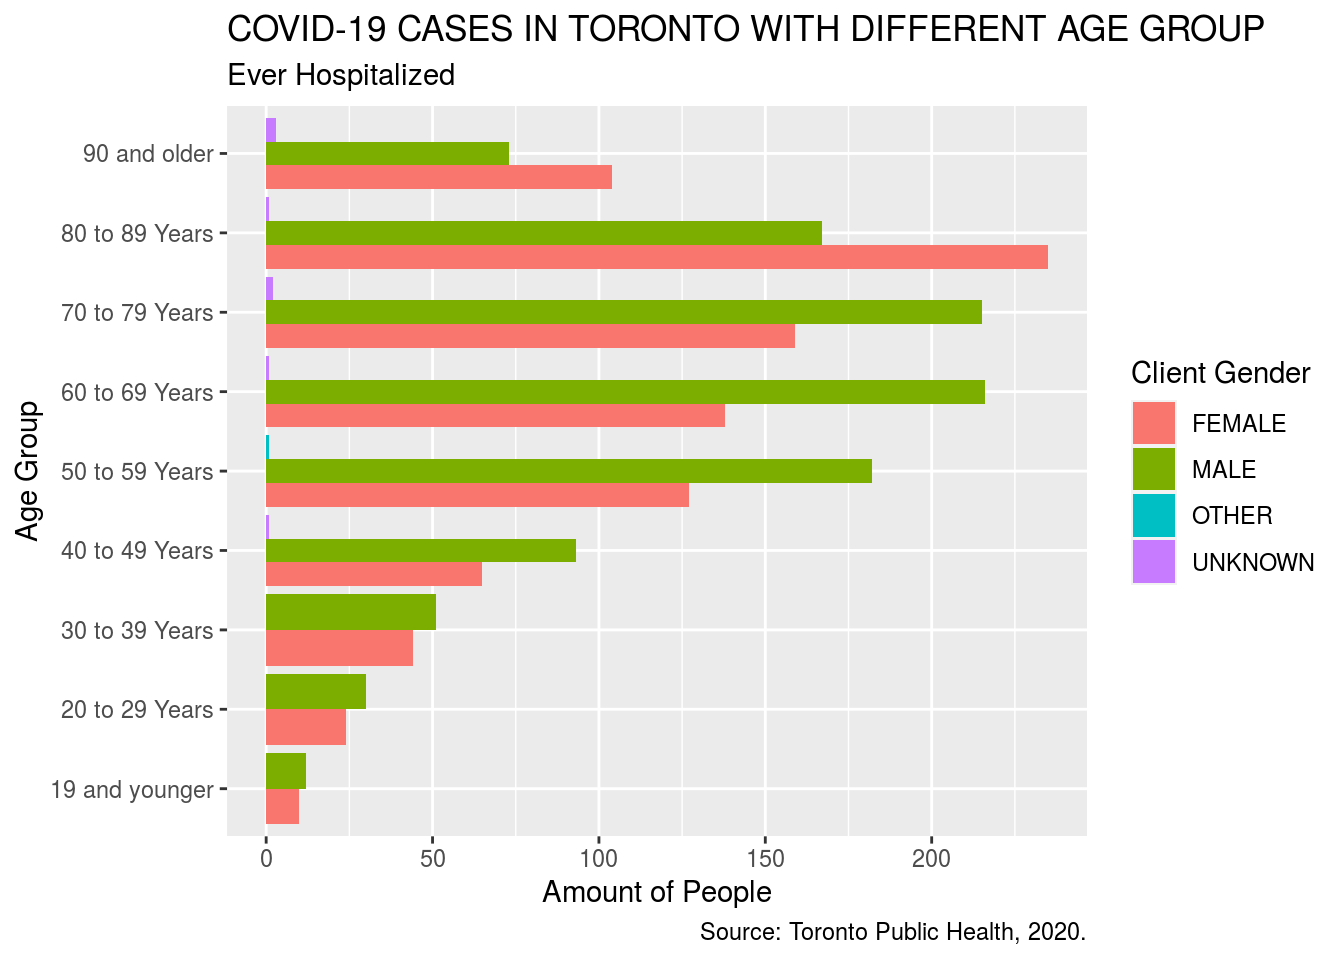 COVID-19 CASES IN TORONTO WITH DIFFERENT AGE GROUP
Ever Hospitalized
90 and older
80 to 89 Years
70 to 79 Years
60 to 69 Years
50 to 59 Years
40 to 49 Years
30 to 39 Years
20 to 29 Years
19 and younger
Age Group
0 50 100 150 200
Amount of People
Client Gender
FEMALE
MALE
OTHER
UNKNOWN
Source: Toronto Public Health, 2020.